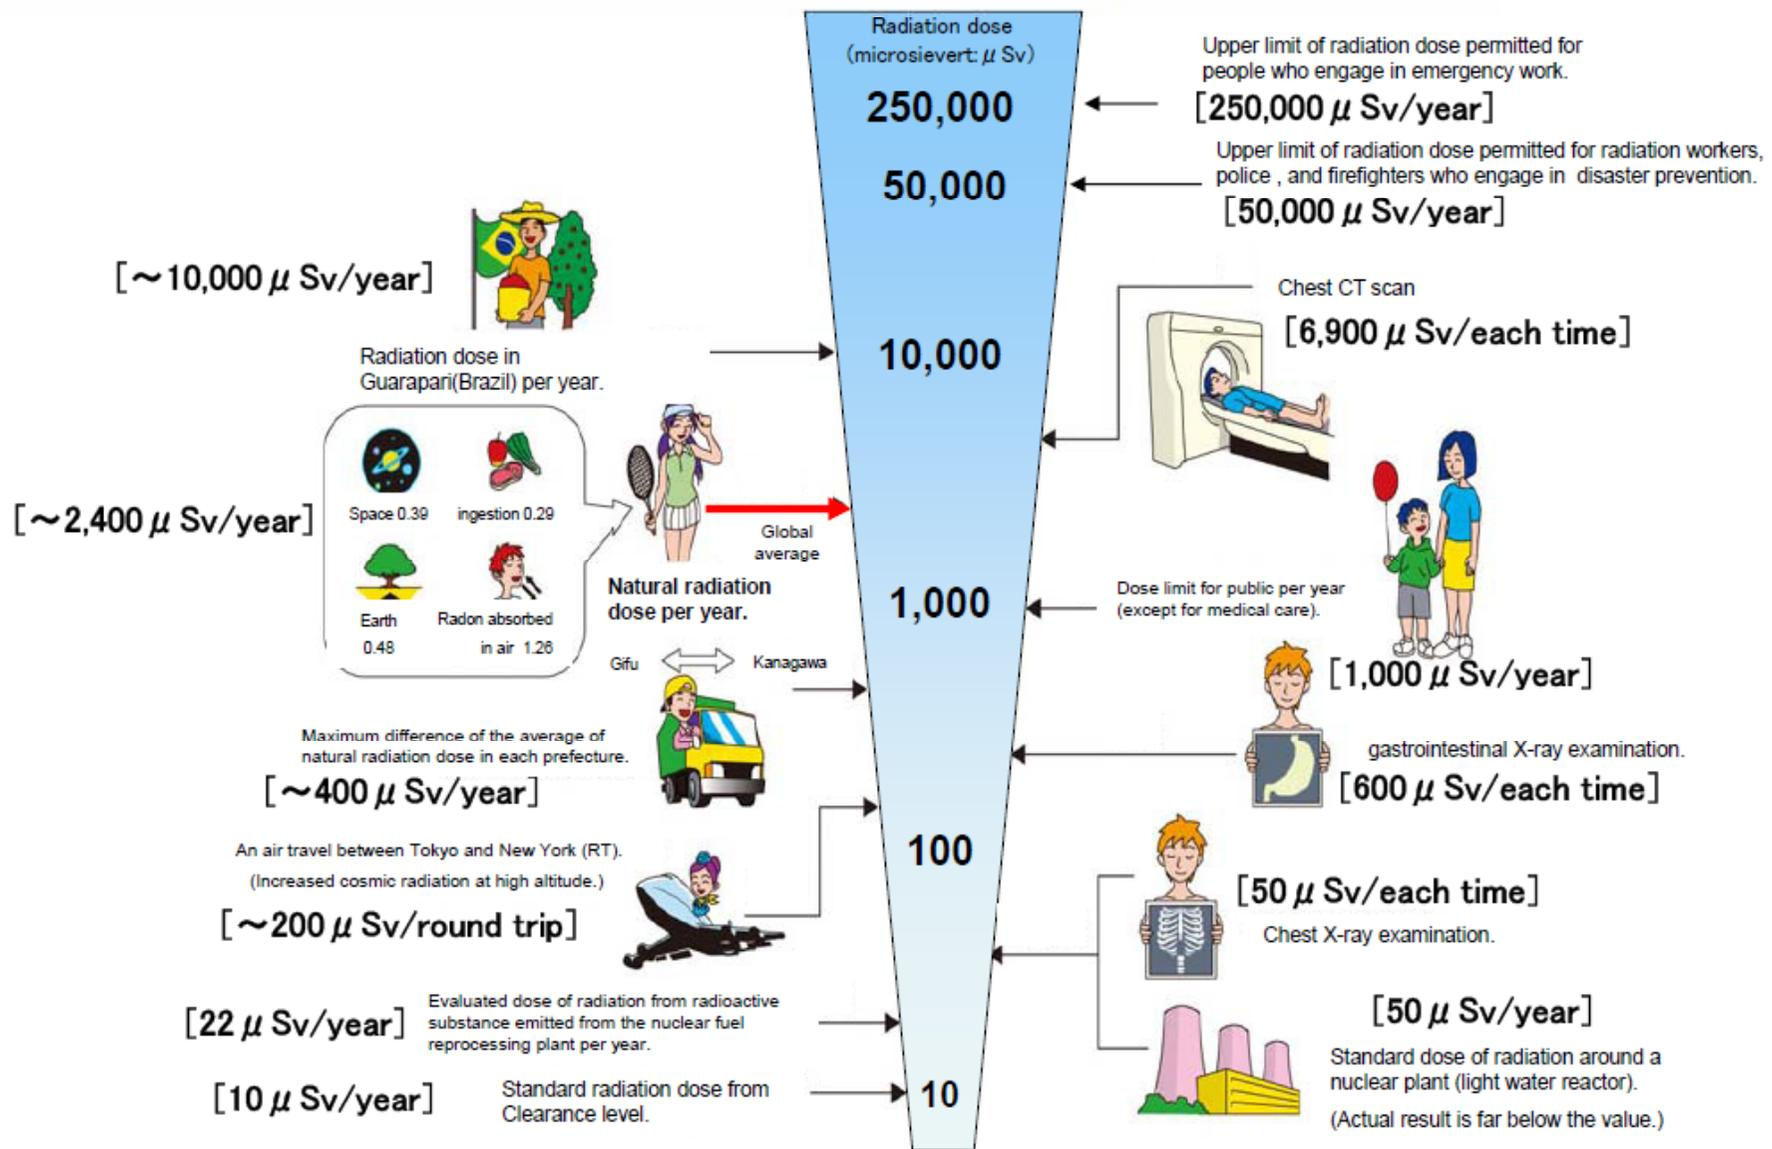 Radiation dose
(microsievert: μ Sv)
250,000
50,000
10,000
1,000
100
10
Upper limit of radiation dose permitted for
people who engage in emergency work.
[250,000 μ Sv/year]
Upper limit of radiation dose permitted for radiation workers,
police , and firefighters who engage in disaster prevention.
[50,000 μ Sv/year]
[~10,000 μ Sv/year]
Radiation dose in
Guarapari(Brazil) per year.
Chest CT scan
[6,900 μ Sv/each time]
[~2,400 μ Sv/year]
Space 0.39
ingestion 0.29
Earth
0.48
Radon absorbed
in air 1.26
Global
average
Natural radiation
dose per year.
Dose limit for public per year
(except for medical care).
[1,000 μ Sv/year]
Gifu
Kanagawa
Maximum difference of the average of
natural radiation dose in each prefecture.
[~400 μ Sv/year]
gastrointestinal X-ray examination.
[600 μ Sv/each time]
An air travel between Tokyo and New York (RT).
(Increased cosmic radiation at high altitude.)
[~200 μ Sv/round trip]
[50 μ Sv/each time]
Chest X-ray examination.
[22 μ Sv/year]
Evaluated dose of radiation from radioactive
substance emitted from the nuclear fuel
reprocessing plant per year.
[50 μ Sv/year]
Standard dose of radiation around a
nuclear plant (light water reactor).
(Actual result is far below the value.)
[10 μ Sv/year]
Standard radiation dose from
Clearance level.